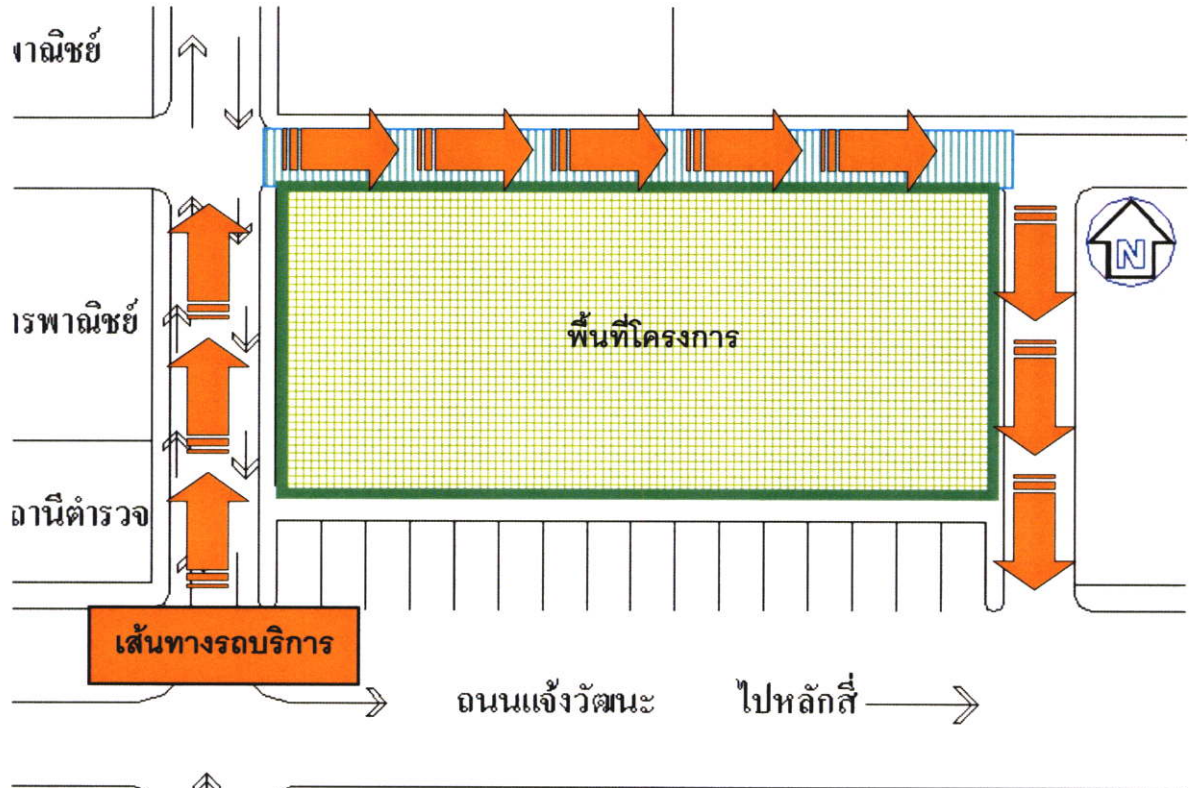 พาณิชย์
N
ารพาณิชย์
พื้นที่โครงการ
ถานีตำรวจ
เส้นทางรถบริการ
ถนนแจ้งวัฒนะ ไปหลักสี่